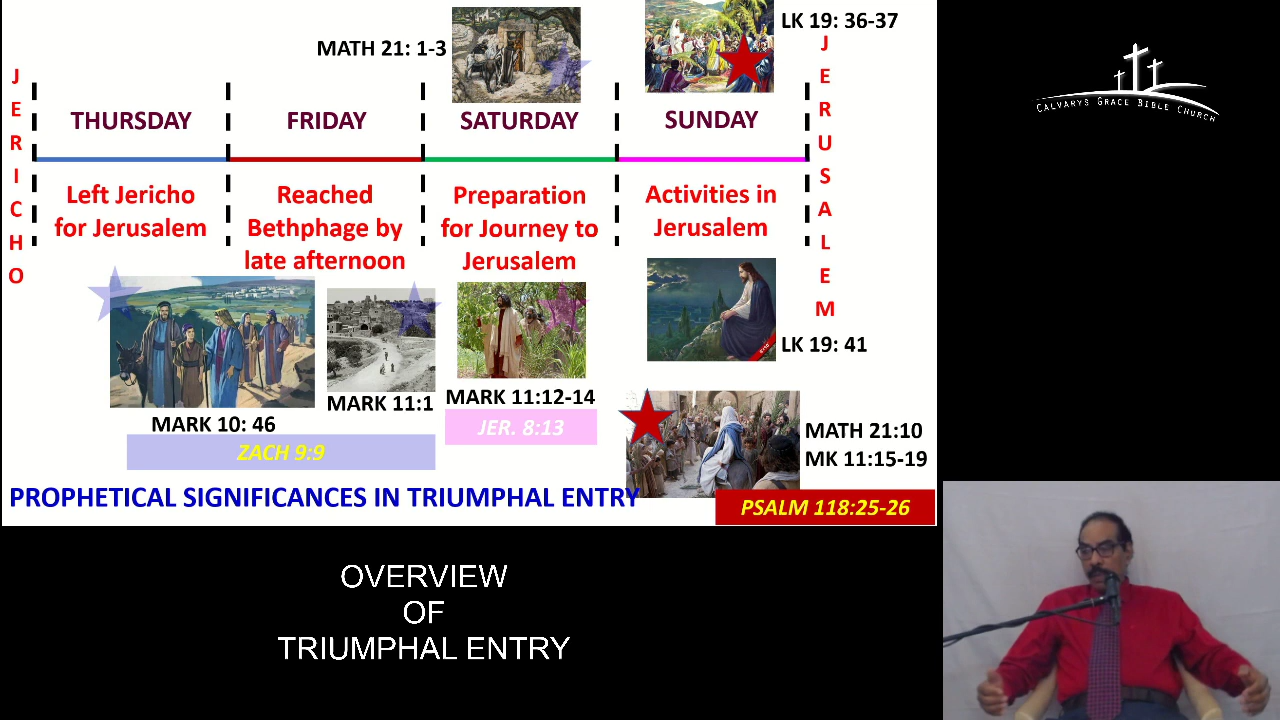 MATH 21: 1-3
LK 19: 36-37
JERICHO
THURSDAY
FRIDAY
SATURDAY
SUNDAY
JERUSALEM
Left Jericho
for Jerusalem
Reached
Bethphage by
late afternoon
Preparation
for Journey to
Jerusalem
Activities in
Jerusalem
MARK 10: 46
MARK 11:1
MARK 11:12-14
LK 19: 41
ZACH 9:9
JER. 8:13
MATH 21:10
MK 11:15-19
PROPHETICAL SIGNIFICANCES IN TRIUMPHAL ENTRY
PSALM 118:25-26
OVERVIEW
OF
TRIUMPHAL ENTRY
CALVARYS GRACE BIBLE CHURCH